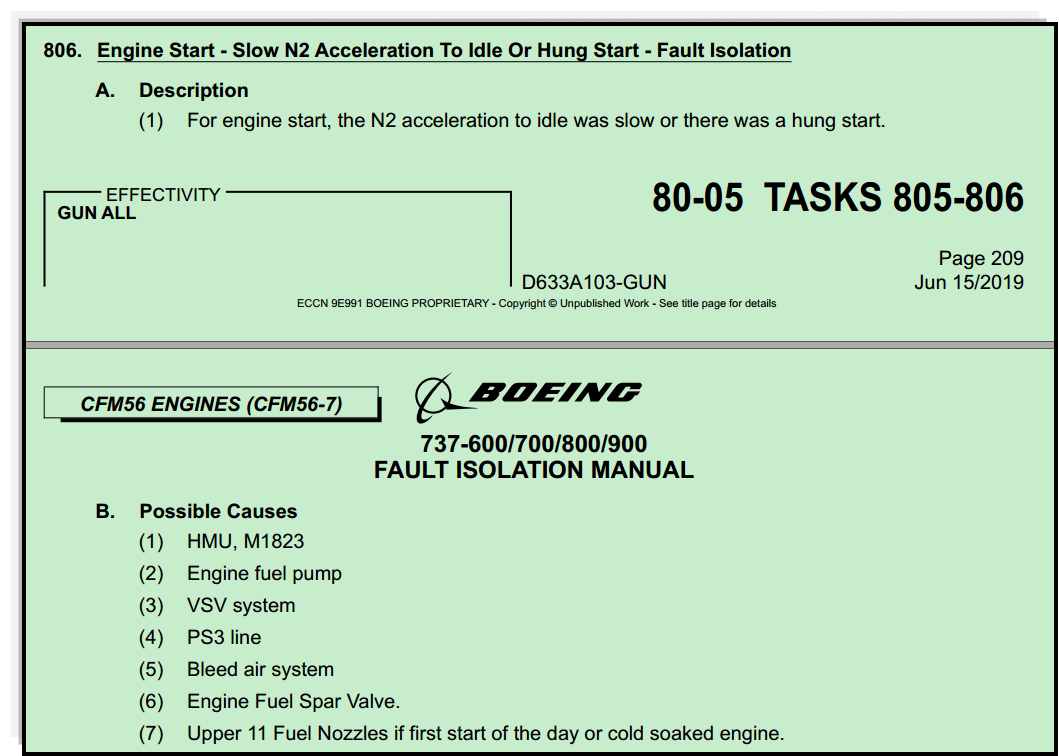 806. Engine Start - Slow N2 Acceleration To Idle Or Hung Start - Fault Isolation
A. Description
(1) For engine start, the N2 acceleration to idle was slow or there was a hung start.
EFFECTIVITY
GUN ALL
80-05 TASKS 805-806
Page 209
D633A103-GUN
Jun 15/2019
ECCN 9E991 BOEING PROPRIETARY - Copyright © Unpublished Work - See title page for details
CFM56 ENGINES (CFM56-7)
BOEING
737-600/700/800/900
FAULT ISOLATION MANUAL
B. Possible Causes
(1) HMU, M1823
(2) Engine fuel pump
(3) VSV system
(4) PS3 line
(5) Bleed air system
(6) Engine Fuel Spar Valve.
(7) Upper 11 Fuel Nozzles if first start of the day or cold soaked engine.